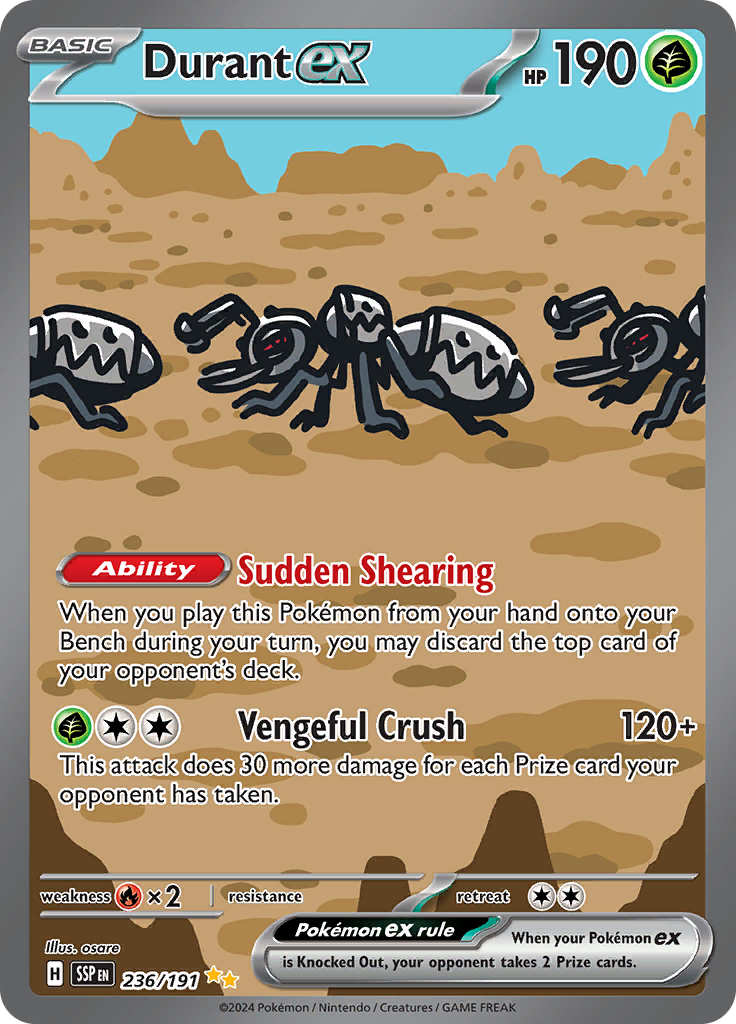 BASIC
Durant ex
HP 190
Ability Sudden Shearing
When you play this Pokémon from your hand onto your
Bench during your turn, you may discard the top card of
your opponent's deck.
Vengeful Crush 120+
This attack does 30 more damage for each Prize card your
opponent has taken.
weakness ×2 resistance retreat
Illus. osare
Pokémon ex rule When your Pokémon ex
is Knocked Out, your opponent takes 2 Prize cards.
H SSP EN 236/191
©2024 Pokémon / Nintendo / Creatures / GAME FREAK